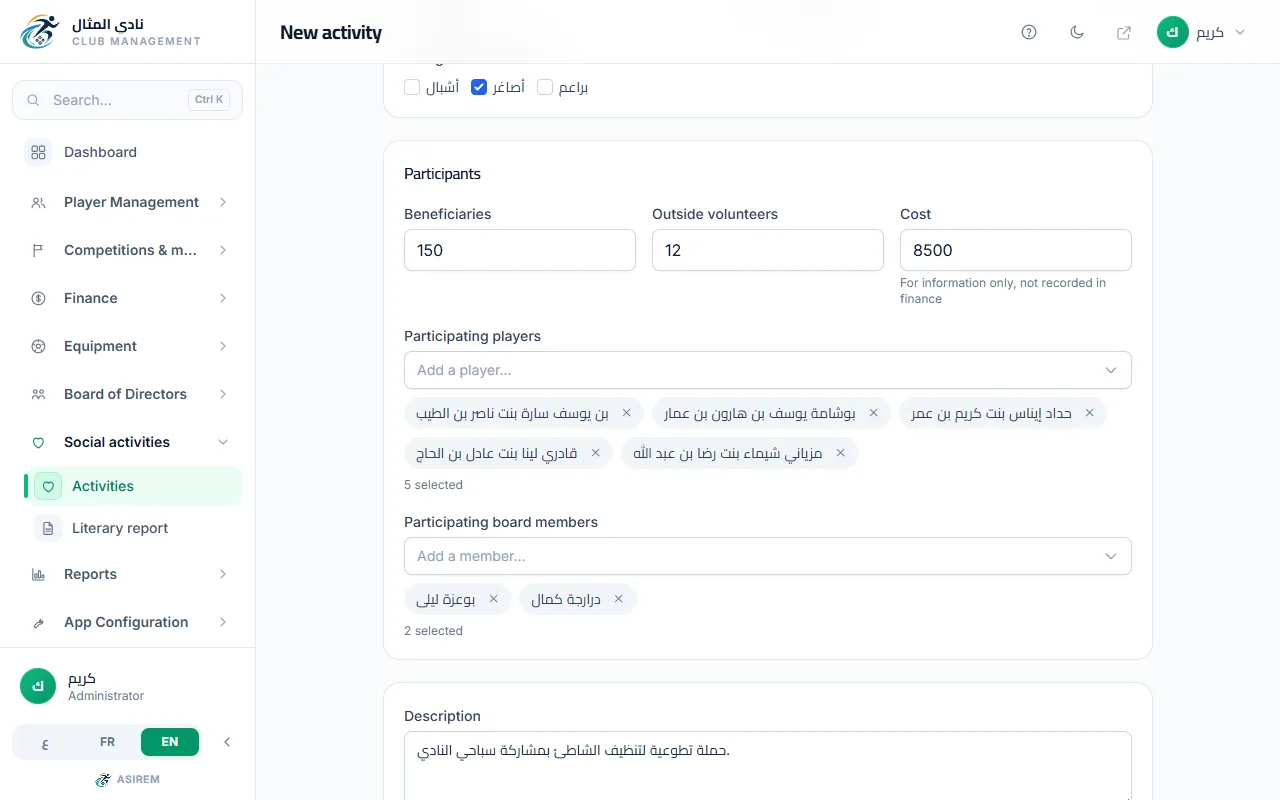 نادي المثال
CLUB MANAGEMENT
New activity
ك
كريم
Search...
Ctrl K
Dashboard
Player Management
Competitions & m...
Finance
Equipment
Board of Directors
Social activities
Activities
Literary report
Reports
App Configuration
ك
كريم
Administrator
ع
FR
EN
ASIREM
أشبال
أصاغر
براعم
Participants
Beneficiaries
Outside volunteers
Cost
150
12
8500
For information only, not recorded in
finance
Participating players
Add a player...
بن يوسف سارة بنت ناصر بن الطيب
بوشامة يوسف بن هارون بن عمار
حداد إيناس بنت كريم بن عمر
قادري لينا بنت عادل بن الحاج
مزياني شيماء بنت رضا بن عبد الله
5 selected
Participating board members
Add a member...
بوعزة ليلى
درارجة كمال
2 selected
Description
حملة تطوعية لتنظيف الشاطئ بمشاركة سباحي النادي.